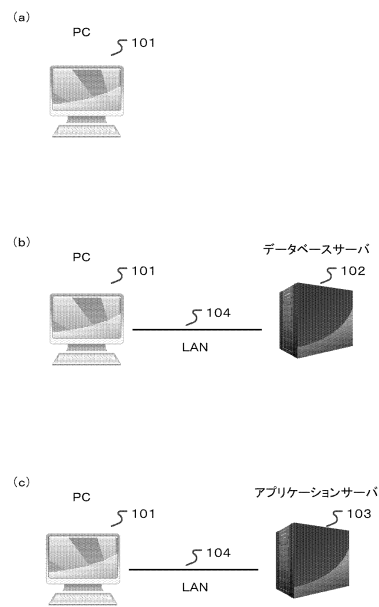 (a)
PC
101
(b)
データベースサーバ
PC
101
102
104
LAN
(c)
アプリケーションサーバ
PC
101
103
104
LAN